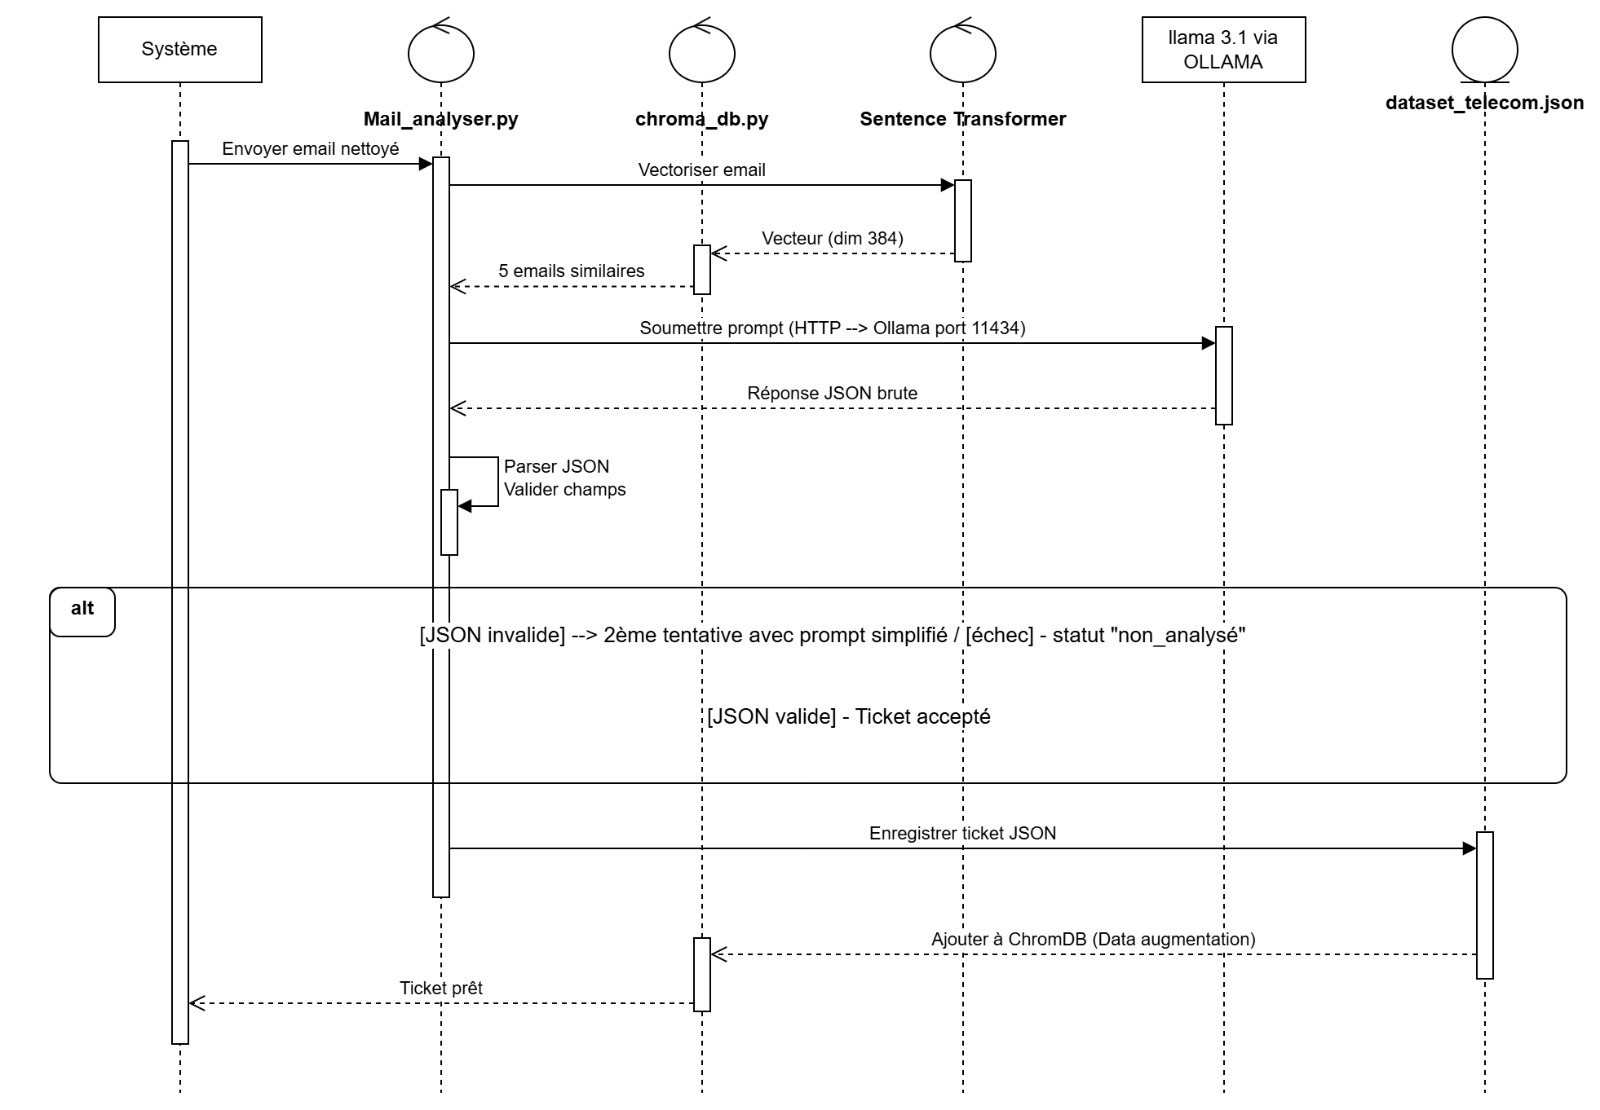 Système
llama 3.1 via
OLLAMA
dataset_telecom.json
Mail_analyser.py
chroma_db.py
Sentence Transformer
Envoyer email nettoyé
Vectoriser email
Vecteur (dim 384)
5 emails similaires
Soumettre prompt (HTTP --> Ollama port 11434)
Réponse JSON brute
Parser JSON
Valider champs
alt
[JSON invalide] --> 2ème tentative avec prompt simplifié / [échec] - statut "non_analysé"
[JSON valide] - Ticket accepté
Enregistrer ticket JSON
Ajouter à ChromDB (Data augmentation)
Ticket prêt